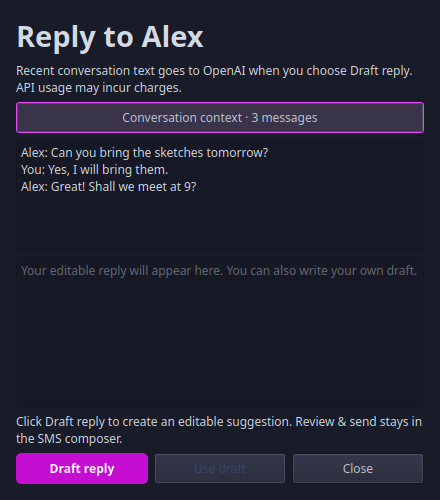 Reply to Alex
Recent conversation text goes to OpenAI when you choose Draft reply.
API usage may incur charges.
Conversation context · 3 messages
Alex: Can you bring the sketches tomorrow?
You: Yes, I will bring them.
Alex: Great! Shall we meet at 9?
Your editable reply will appear here. You can also write your own draft.
Click Draft reply to create an editable suggestion. Review & send stays in
the SMS composer.
Draft reply
Use draft
Close